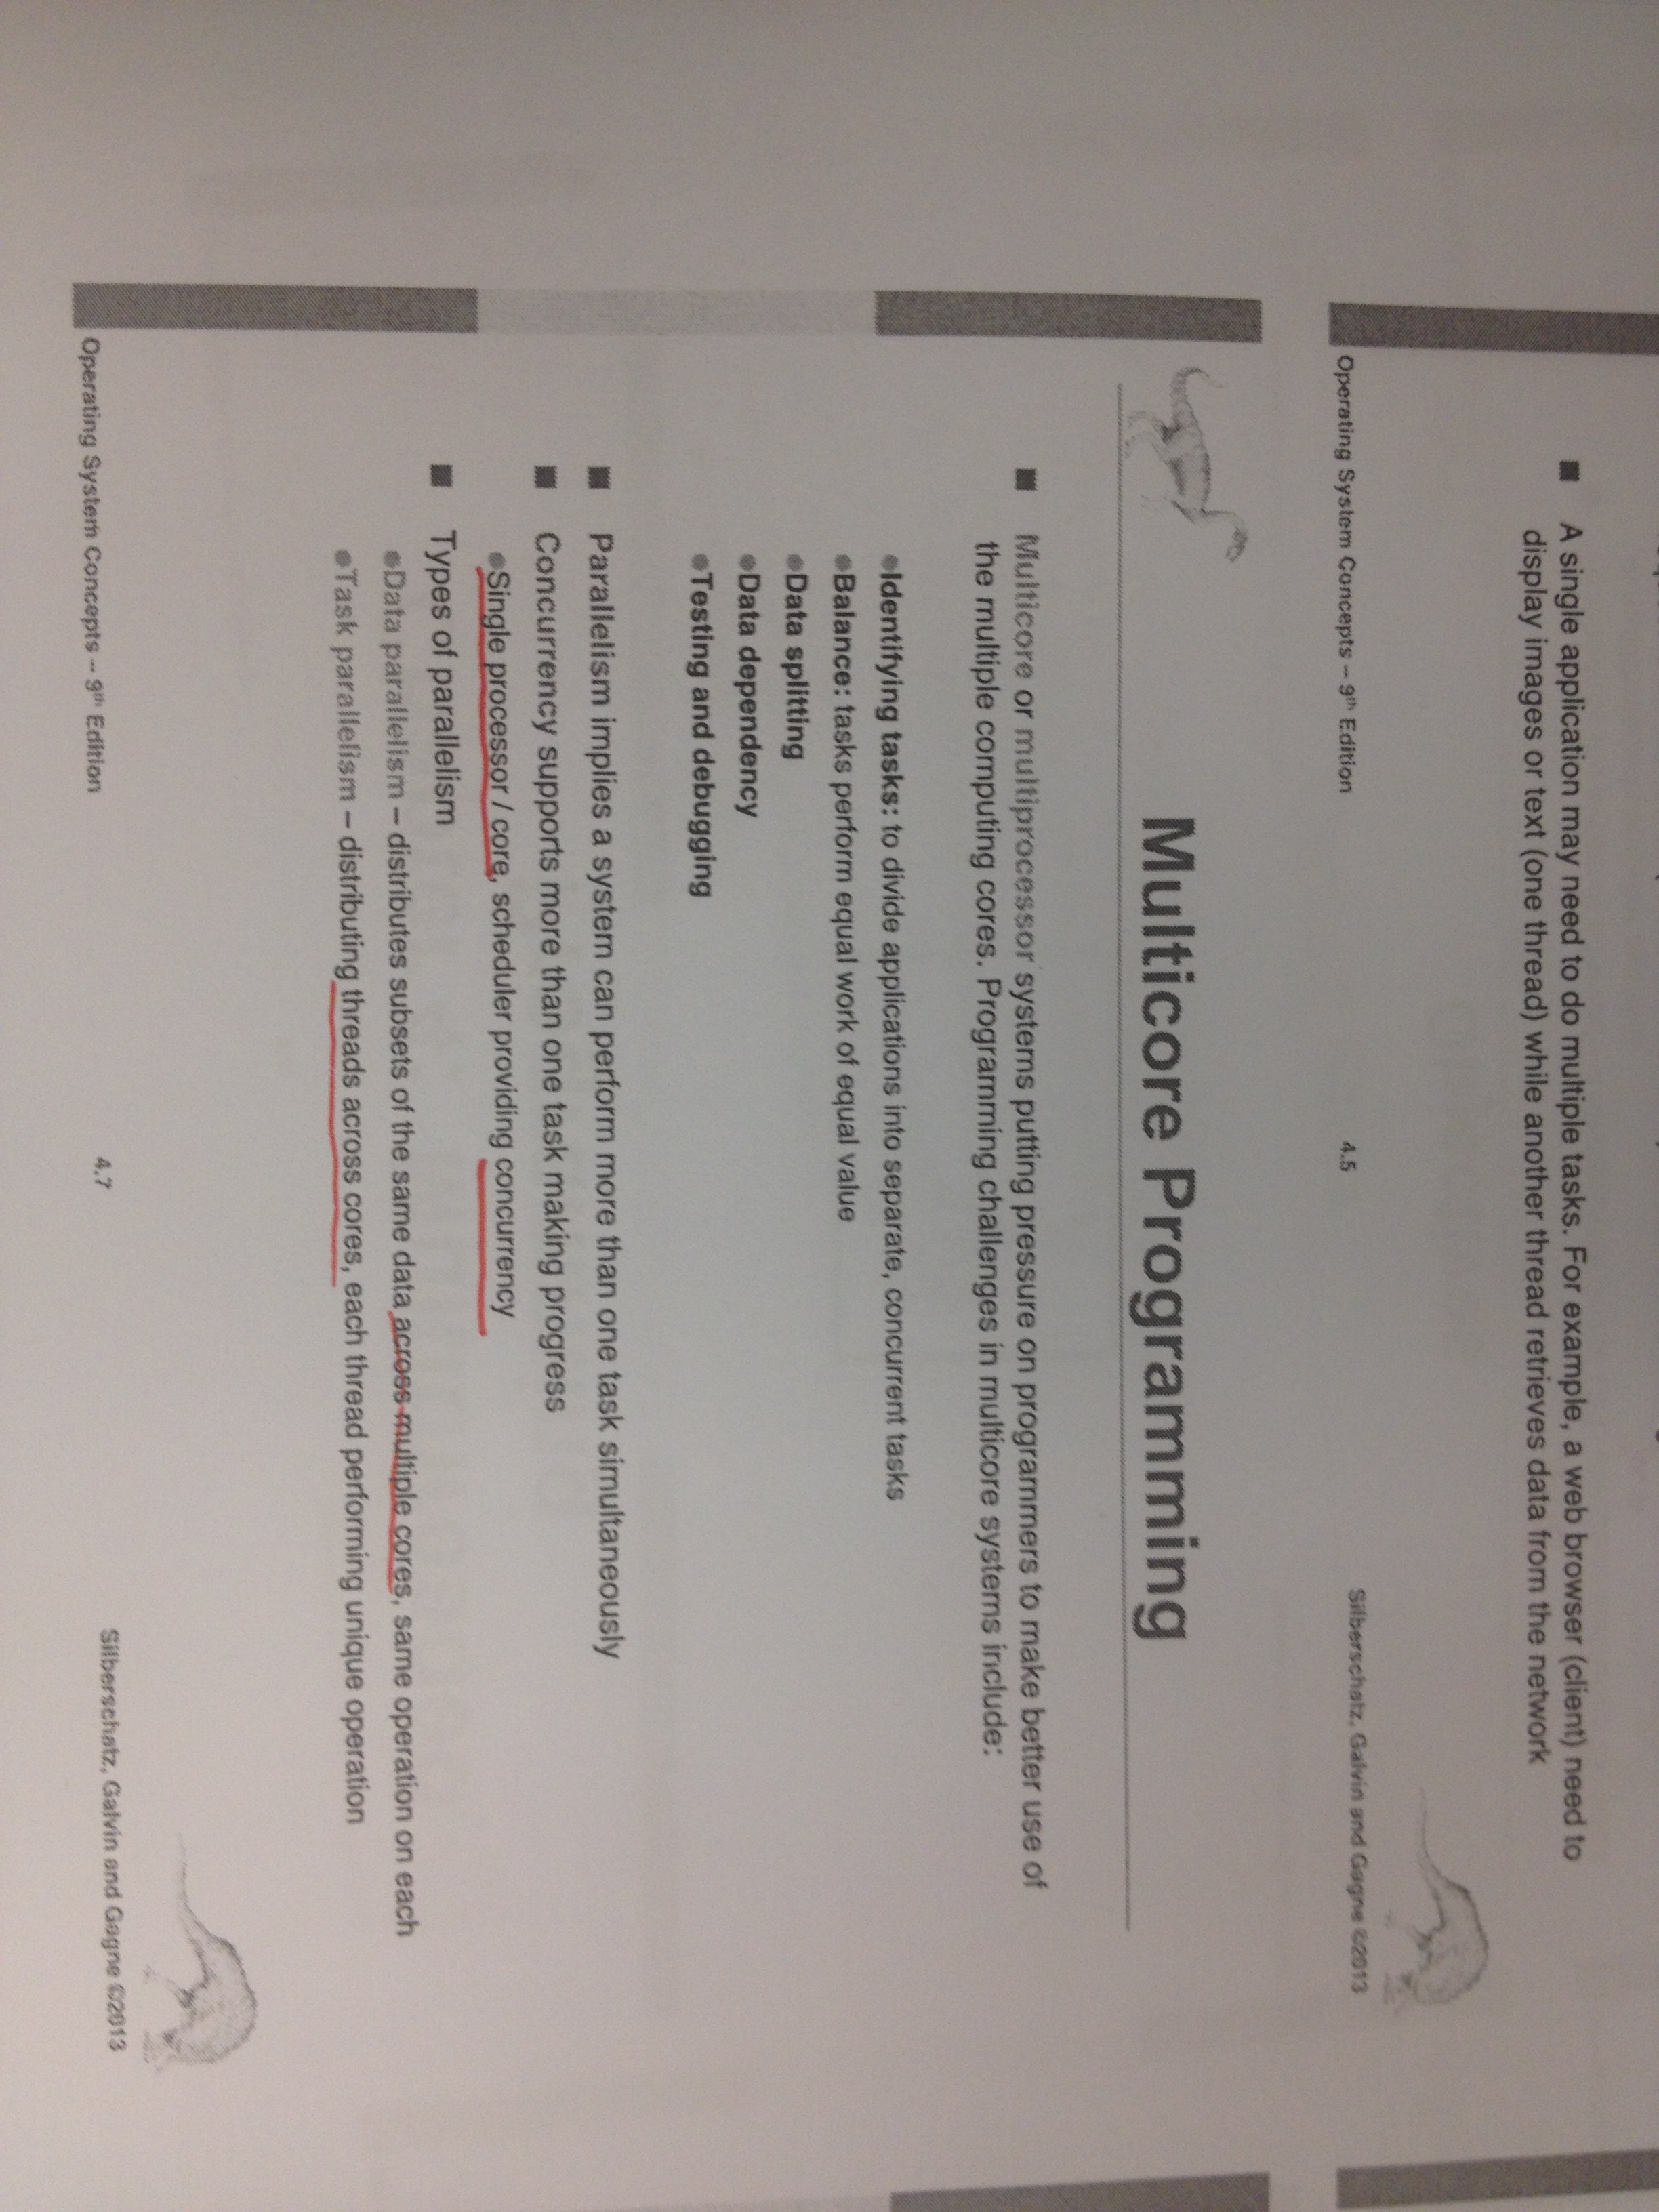 ■ A single application may need to do multiple tasks. For example, a web browser (client) need to
display images or text (one thread) while another thread retrieves data from the network
Operating System Concepts – 9th Edition
4.5
Silberschatz, Galvin and Gagne ©2013
Multicore Programming
■ Multicore or multiprocessor systems putting pressure on programmers to make better use of
the multiple computing cores. Programming challenges in multicore systems include:
●Identifying tasks: to divide applications into separate, concurrent tasks
●Balance: tasks perform equal work of equal value
●Data splitting
●Data dependency
●Testing and debugging
■ Parallelism implies a system can perform more than one task simultaneously
■ Concurrency supports more than one task making progress
●Single processor / core, scheduler providing concurrency
■ Types of parallelism
●Data parallelism – distributes subsets of the same data across multiple cores, same operation on each
●Task parallelism – distributing threads across cores, each thread performing unique operation
Operating System Concepts – 9th Edition
4.7
Silberschatz, Galvin and Gagne ©2013